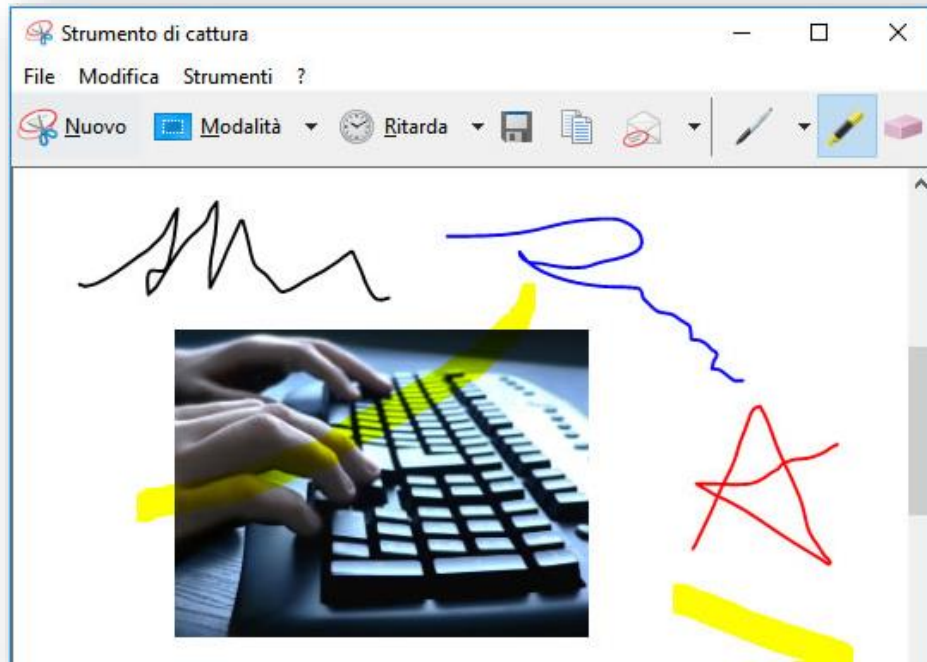 Strumento di cattura
File Modifica Strumenti ?
Nuovo Modalità Ritarda